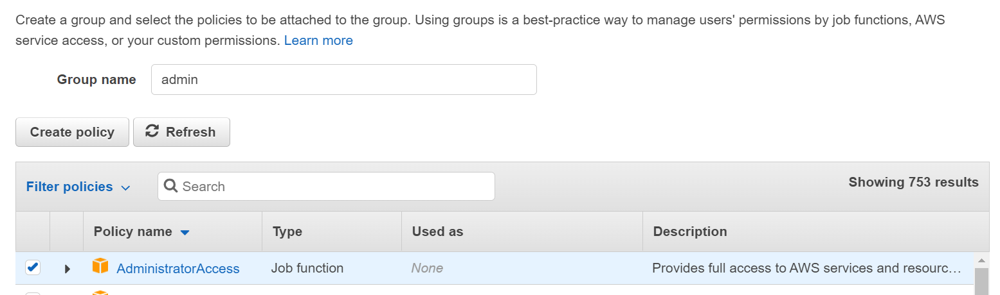 Create a group and select the policies to be attached to the group. Using groups is a best-practice way to manage users' permissions by job functions, AWS
service access, or your custom permissions. Learn more
Group name admin
Create policy Refresh
Filter policies Search Showing 753 results
Policy name Type Used as Description
AdministratorAccess Job function None Provides full access to AWS services and resourc…